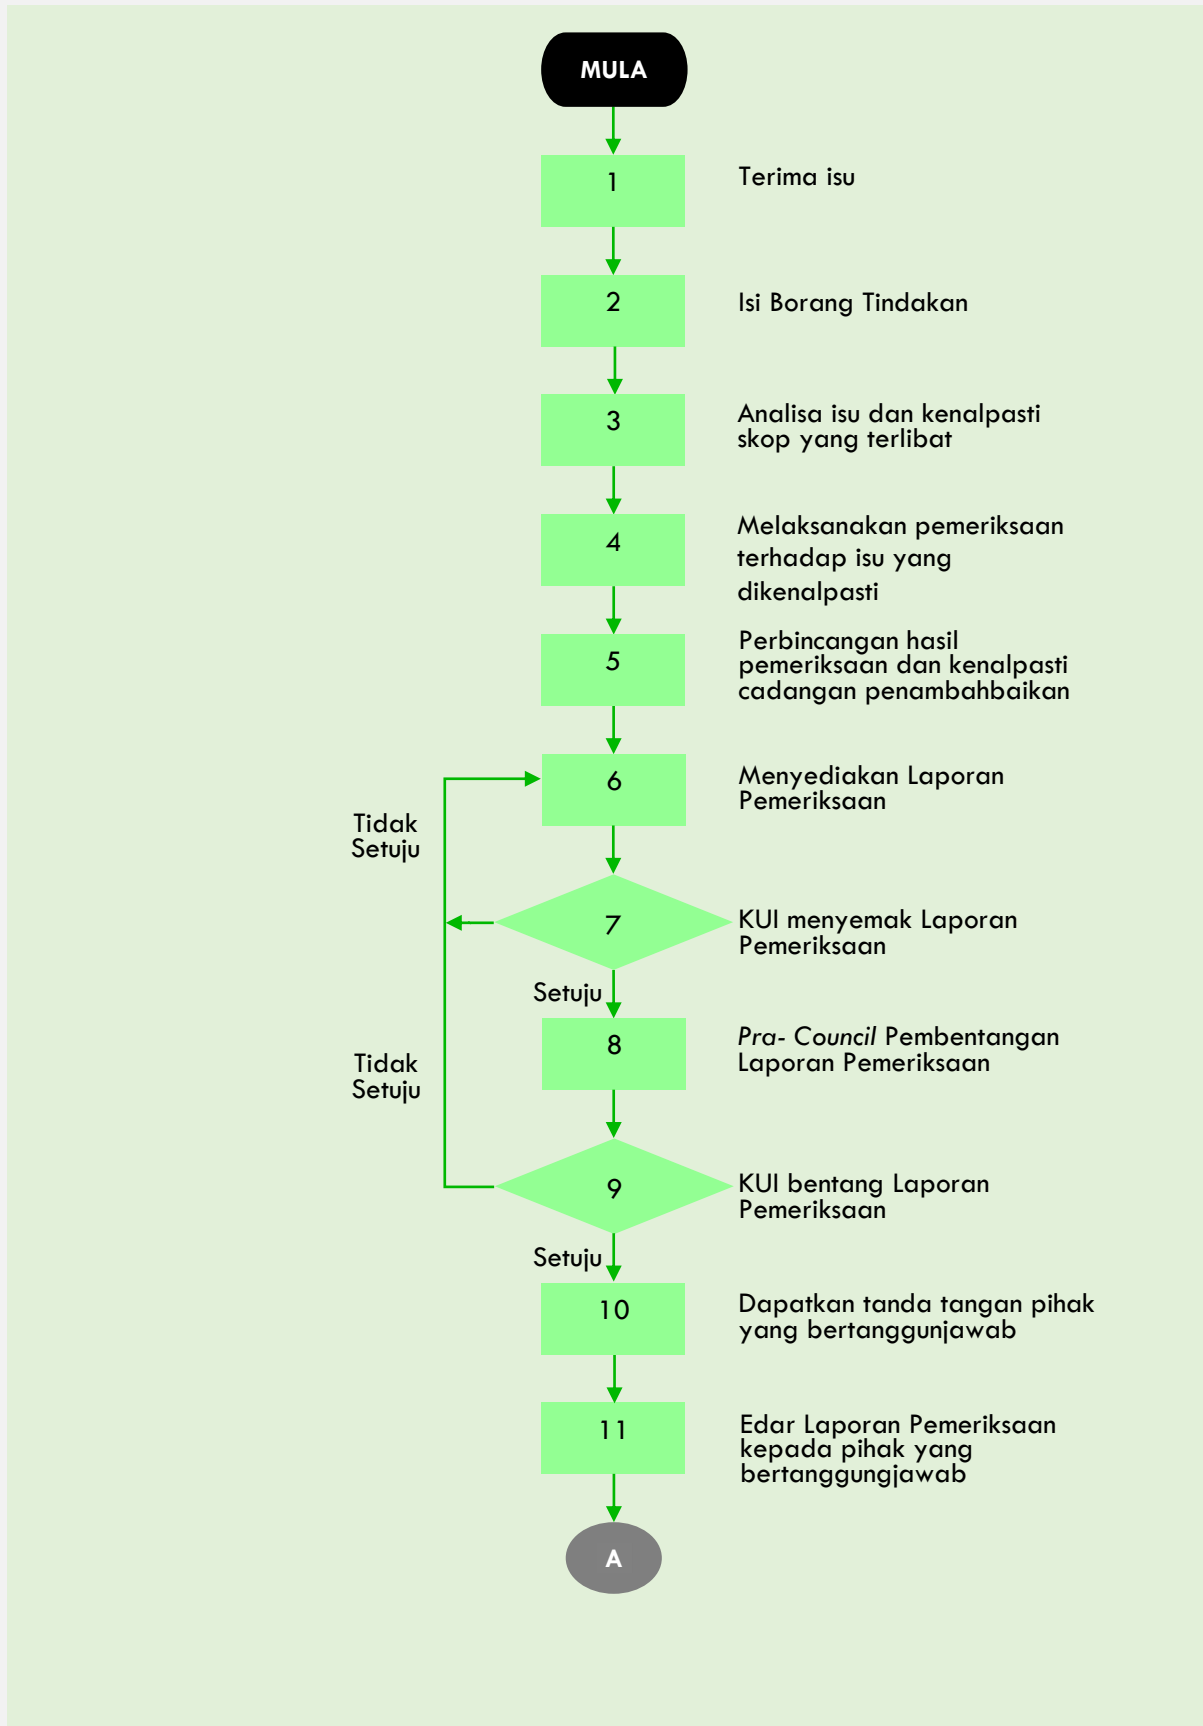 MULA
1
Terima isu
2
Isi Borang Tindakan
3
Analisa isu dan kenalpasti
skop yang terlibat
4
Melaksanakan pemeriksaan
terhadap isu yang
dikenalpasti
5
Perbincangan hasil
pemeriksaan dan kenalpasti
cadangan penambahbaikan
6
Menyediakan Laporan
Pemeriksaan
Tidak
Setuju
7
KUI menyemak Laporan
Pemeriksaan
Setuju
8
Pra- Council Pembentangan
Laporan Pemeriksaan
Tidak
Setuju
9
KUI bentang Laporan
Pemeriksaan
Setuju
10
Dapatkan tanda tangan pihak
yang bertanggunjawab
11
Edar Laporan Pemeriksaan
kepada pihak yang
bertanggungjawab
A